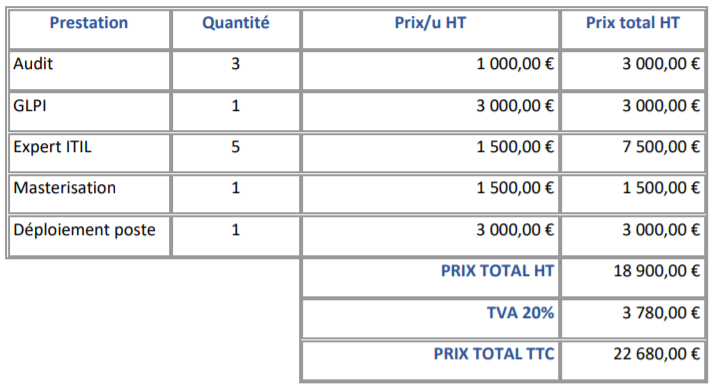 Prestation Quantité Prix/u HT Prix total HT
Audit 3 1 000,00 € 3 000,00 €
GLPI 1 3 000,00 € 3 000,00 €
Expert ITIL 5 1 500,00 € 7 500,00 €
Masterisation 1 1 500,00 € 1 500,00 €
Déploiement poste 1 3 000,00 € 3 000,00 €
PRIX TOTAL HT 18 900,00 €
TVA 20% 3 780,00 €
PRIX TOTAL TTC 22 680,00 €